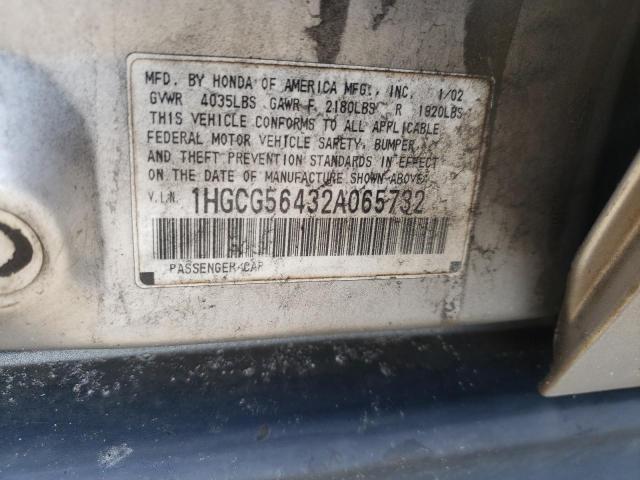 MFD. BY HONDA OF AMERICA MFG., INC. 1/02
GVWR 4035LBS GAWR F 2180LBS R 1920LBS
THIS VEHICLE CONFORMS TO ALL APPLICABLE
FEDERAL MOTOR VEHICLE SAFETY, BUMPER,
AND THEFT PREVENTION STANDARDS IN EFFECT
ON THE DATE OF MANUFACTURE SHOWN ABOVE.
V.I.N. 1HGCG56432A065732
PASSENGER CAR